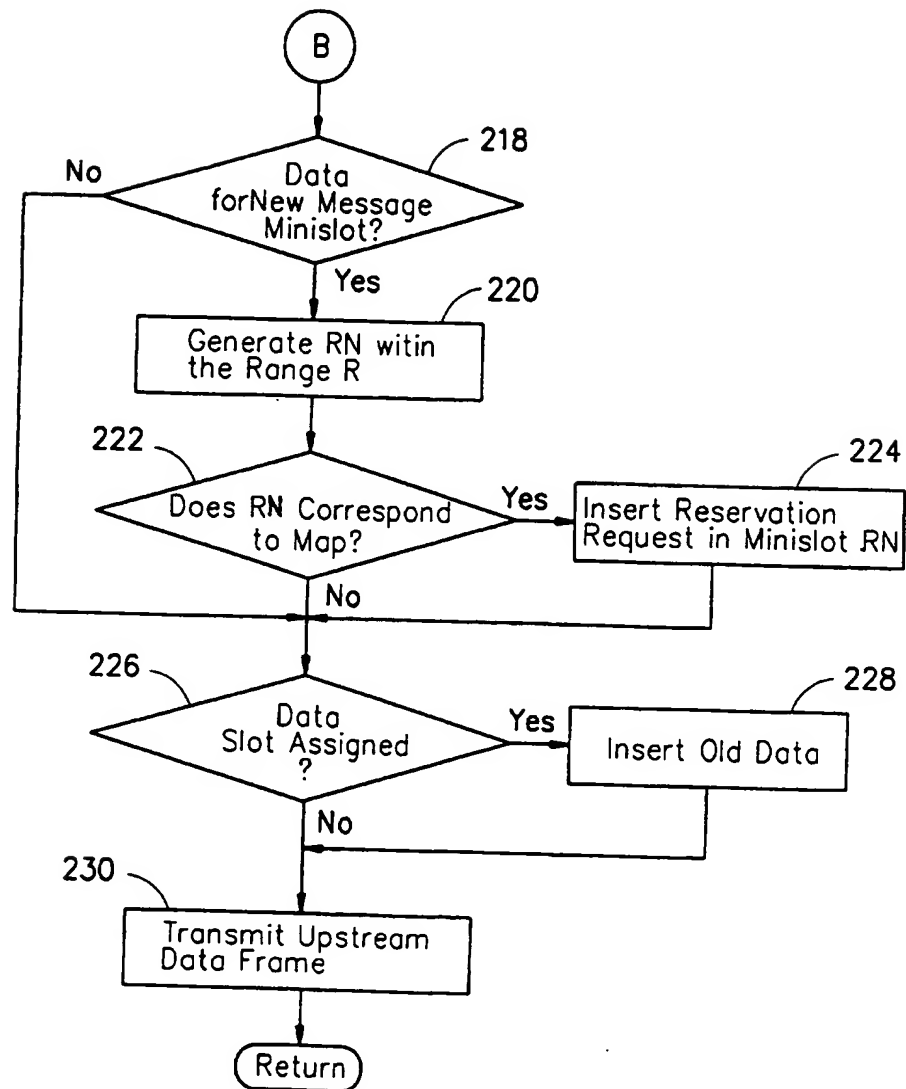 B
218
No
Data
forNew Message
Minislot?
Yes
220
Generate RN witin
the Range R
222
224
Does RN Correspond
to Map?
Yes
Insert Reservation
Request in Minislot RN
No
226
228
Data
Slot Assigned
?
Yes
Insert Old Data
No
230
Transmit Upstream
Data Frame
Return